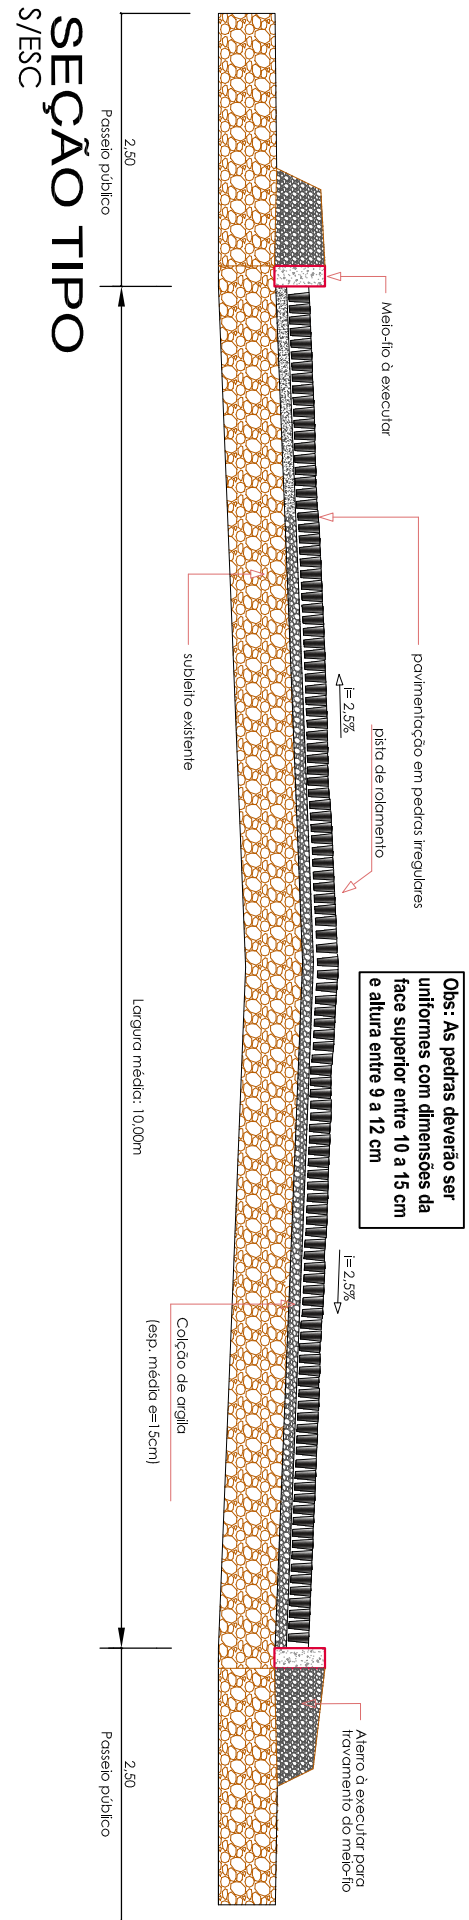 Obs: As pedras deverão ser
uniformes com dimensões da
face superior entre 10 a 15 cm
e altura entre 9 a 12 cm
Meio-fio à executar
pavimentação em pedras irregulares
pista de rolamento
i= 2,5%
i= 2,5%
Aterro à executar para
travamento do meio-fio
subleito existente
Colção de argila
(esp. média e=15cm)
2,50
Passeio público
Largura média: 10,00m
2,50
Passeio público
SEÇÃO TIPO
S/ESC